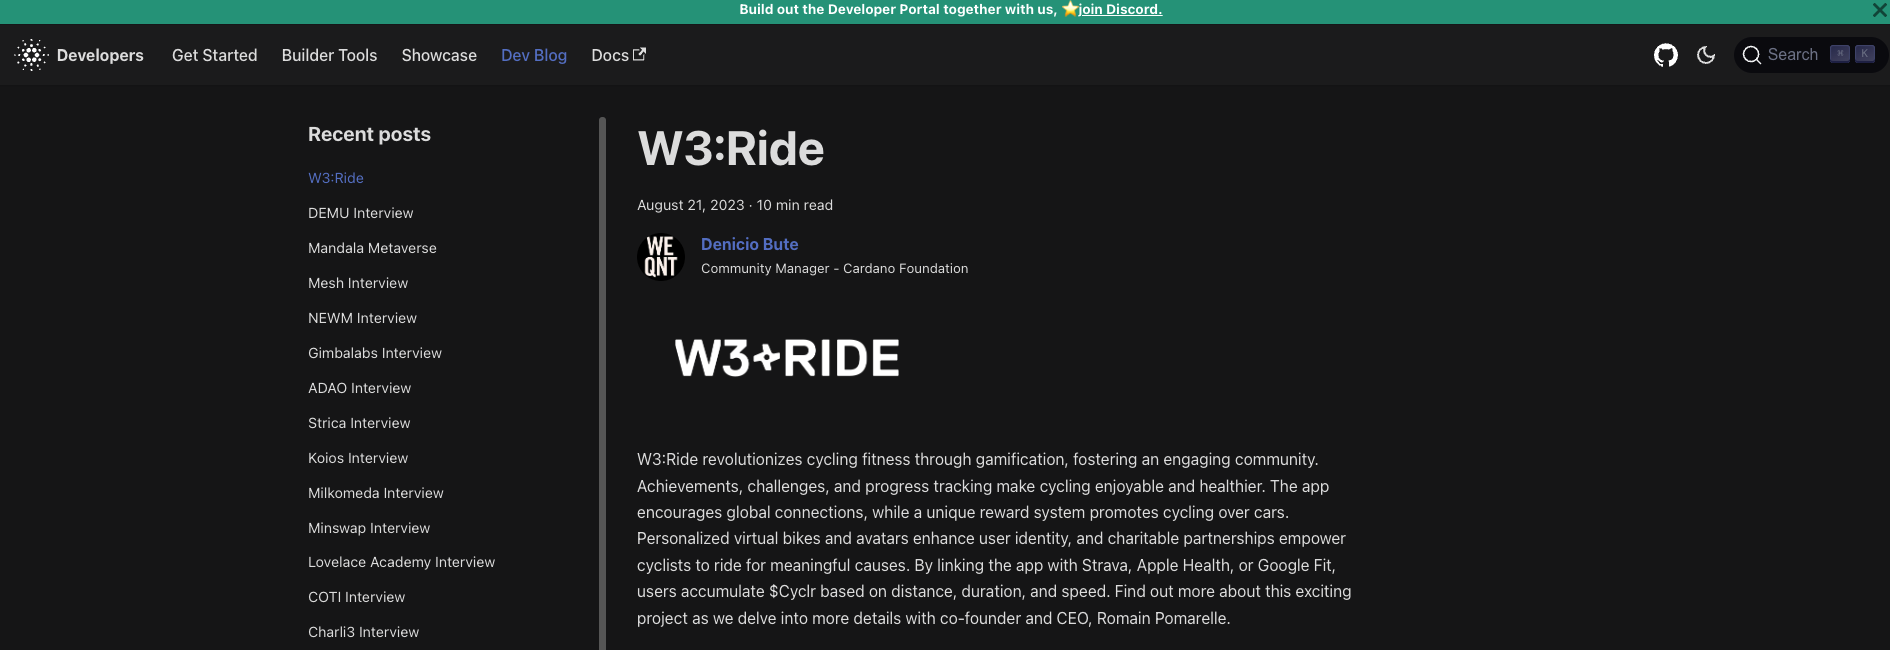 Build out the Developer Portal together with us, ⭐join Discord.
Developers Get Started Builder Tools Showcase Dev Blog Docs Search ⌘ K
Recent posts
W3:Ride
DEMU Interview
Mandala Metaverse
Mesh Interview
NEWM Interview
Gimbalabs Interview
ADAO Interview
Strica Interview
Koios Interview
Milkomeda Interview
Minswap Interview
Lovelace Academy Interview
COTI Interview
Charli3 Interview
W3:Ride
August 21, 2023 · 10 min read
WE
QNT
Denicio Bute
Community Manager - Cardano Foundation
W3+RIDE
W3:Ride revolutionizes cycling fitness through gamification, fostering an engaging community.
Achievements, challenges, and progress tracking make cycling enjoyable and healthier. The app
encourages global connections, while a unique reward system promotes cycling over cars.
Personalized virtual bikes and avatars enhance user identity, and charitable partnerships empower
cyclists to ride for meaningful causes. By linking the app with Strava, Apple Health, or Google Fit,
users accumulate $Cyclr based on distance, duration, and speed. Find out more about this exciting
project as we delve into more details with co-founder and CEO, Romain Pomarelle.